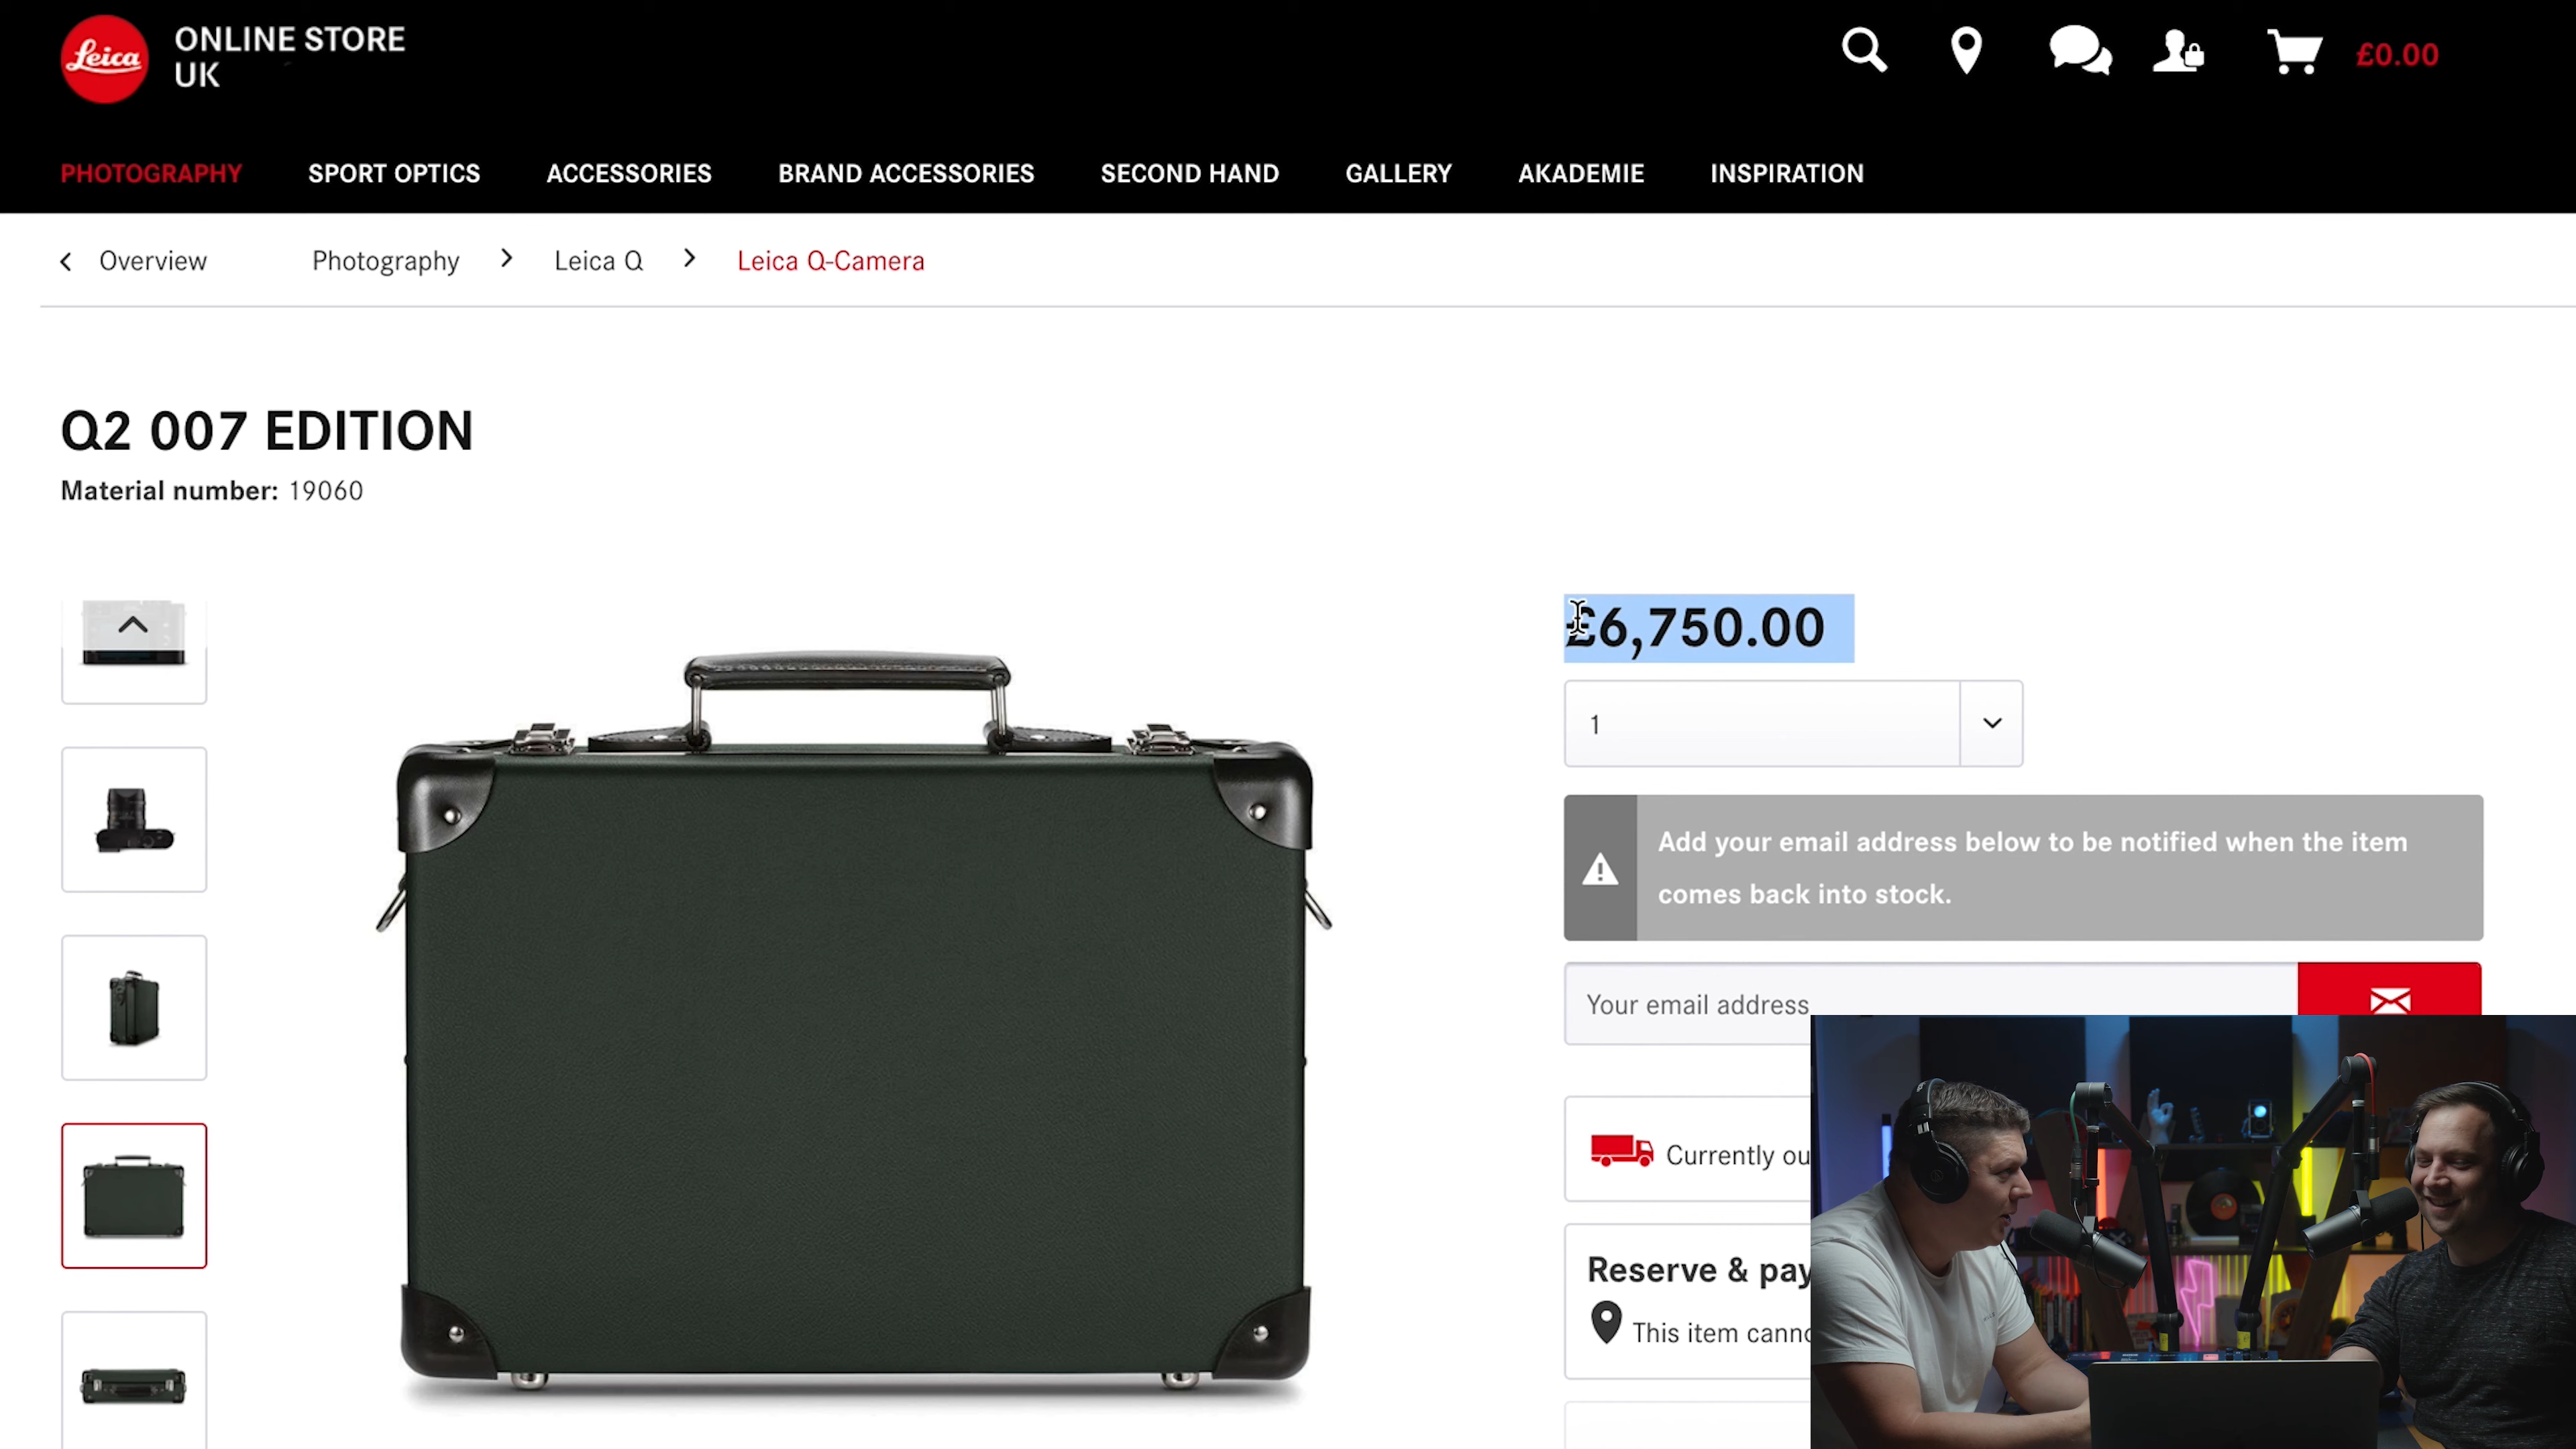 Leica
ONLINE STORE
UK
£0.00
PHOTOGRAPHY SPORT OPTICS ACCESSORIES BRAND ACCESSORIES SECOND HAND GALLERY AKADEMIE INSPIRATION
Overview Photography Leica Q Leica Q-Camera
Q2 007 EDITION
Material number: 19060
£6,750.00
1
Add your email address below to be notified when the item
comes back into stock.
Your email address
Currently ou
Reserve & pay
This item canno